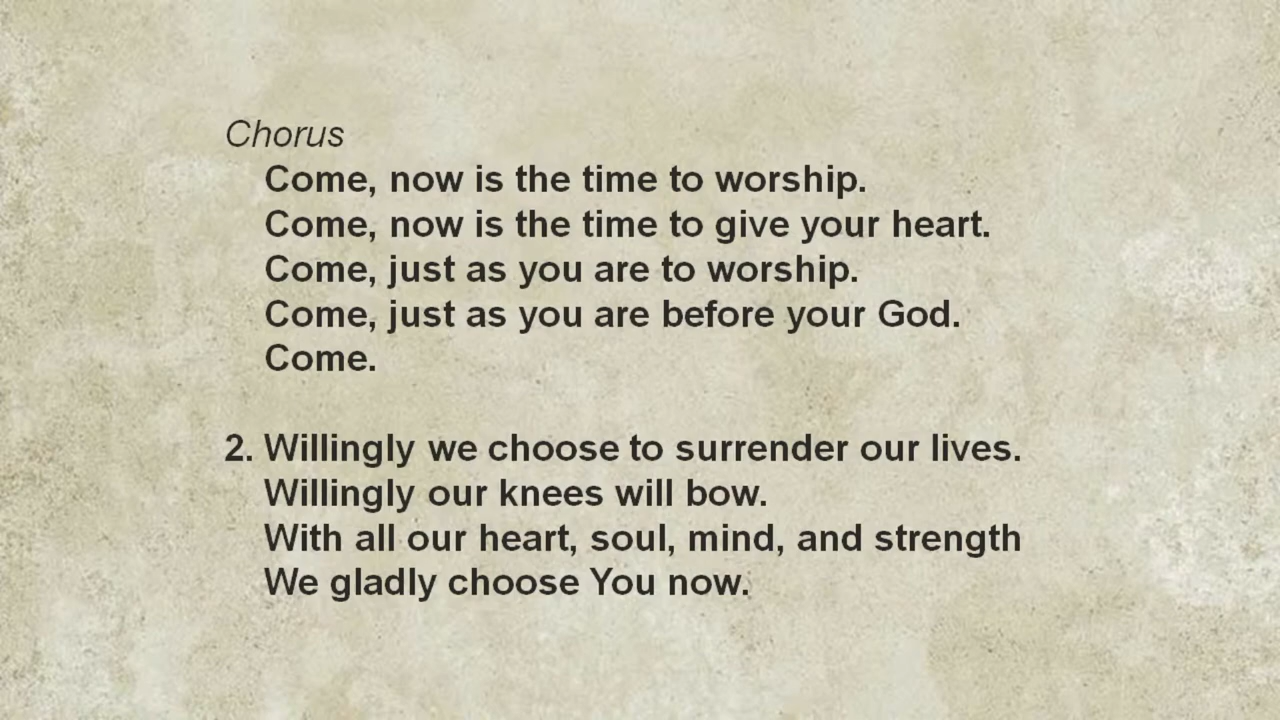 Chorus
Come, now is the time to worship.
Come, now is the time to give your heart.
Come, just as you are to worship.
Come, just as you are before your God.
Come.
2. Willingly we choose to surrender our lives.
Willingly our knees will bow.
With all our heart, soul, mind, and strength
We gladly choose You now.